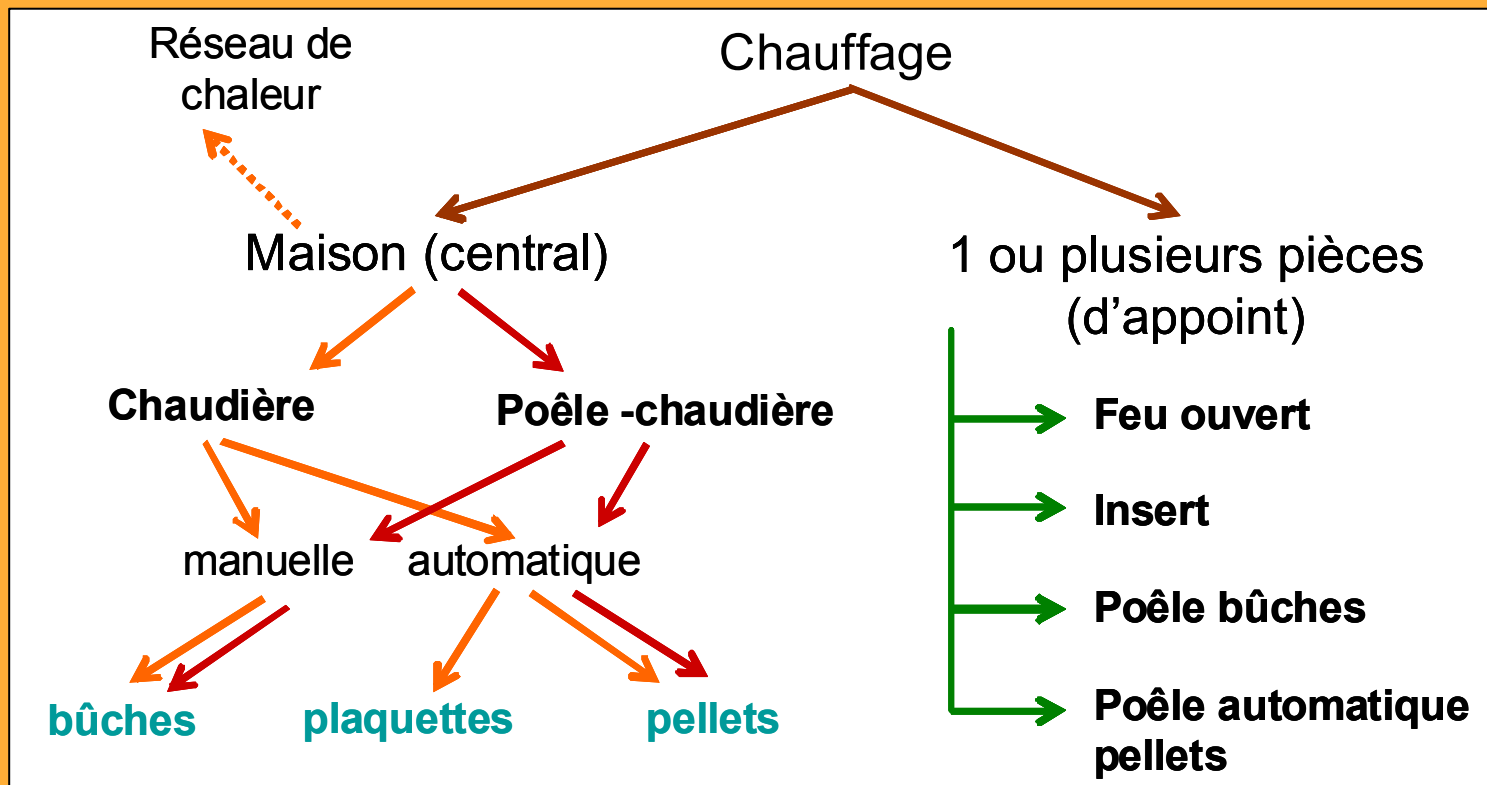 Réseau de
chaleur
Chauffage
Maison (central)
1 ou plusieurs pièces
(d'appoint)
Chaudière
Poêle -chaudière
manuelle
automatique
bûches
plaquettes
pellets
Feu ouvert
Insert
Poêle bûches
Poêle automatique
pellets